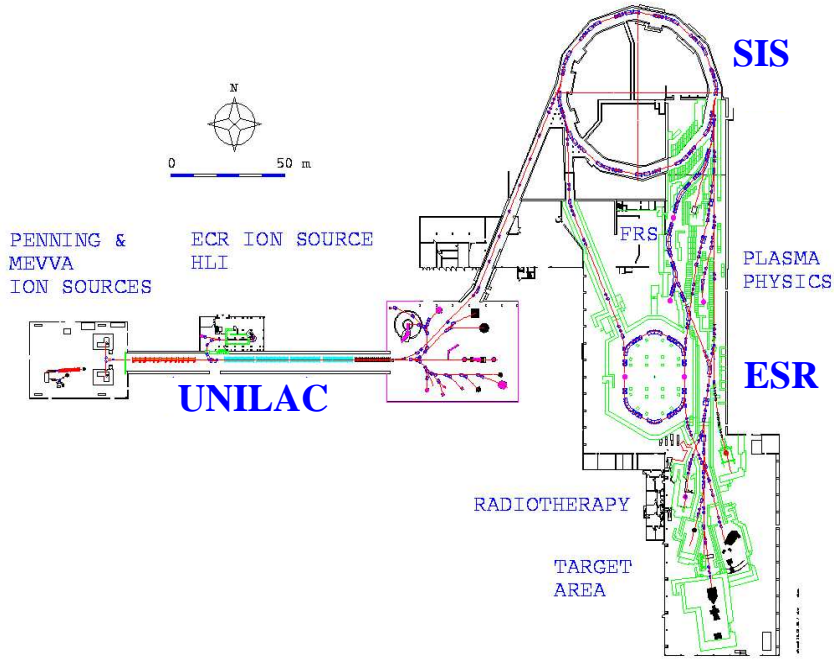 SIS
N
0 50 m
PENNING &
MEVVA
ION SOURCES
ECR ION SOURCE
HLI
FRS
PLASMA
PHYSICS
UNILAC
ESR
RADIOTHERAPY
TARGET
AREA